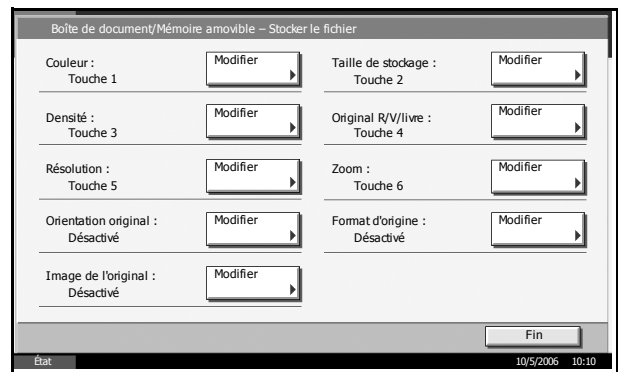 Boîte de document/Mémoire amovible – Stocker le fichier
Couleur :
Touche 1
Modifier
Taille de stockage :
Touche 2
Modifier
Densité :
Touche 3
Modifier
Original R/V/livre :
Touche 4
Modifier
Résolution :
Touche 5
Modifier
Zoom :
Touche 6
Modifier
Orientation original :
Désactivé
Modifier
Format d'origine :
Désactivé
Modifier
Image de l'original :
Désactivé
Modifier
Fin
État
10/5/2006 10:10